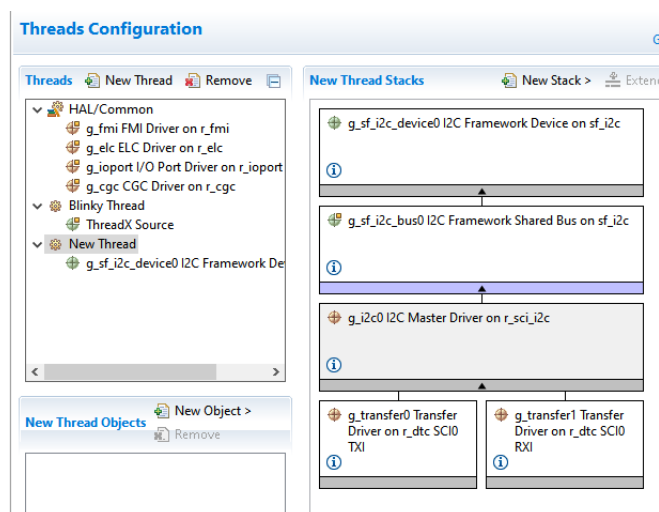 Threads Configuration
Threads
New Thread
Remove
HAL/Common
g_fmi FMI Driver on r_fmi
g_elc ELC Driver on r_elc
g_ioport I/O Port Driver on r_ioport
g_cgc CGC Driver on r_cgc
Blinky Thread
ThreadX Source
New Thread
g_sf_i2c_device0 I2C Framework De
New Thread Objects
New Object >
Remove
New Thread Stacks
New Stack >
Extend
g_sf_i2c_device0 I2C Framework Device on sf_i2c
g_sf_i2c_bus0 I2C Framework Shared Bus on sf_i2c
g_i2c0 I2C Master Driver on r_sci_i2c
g_transfer0 Transfer
Driver on r_dtc SCI0
TXI
g_transfer1 Transfer
Driver on r_dtc SCI0
RXI